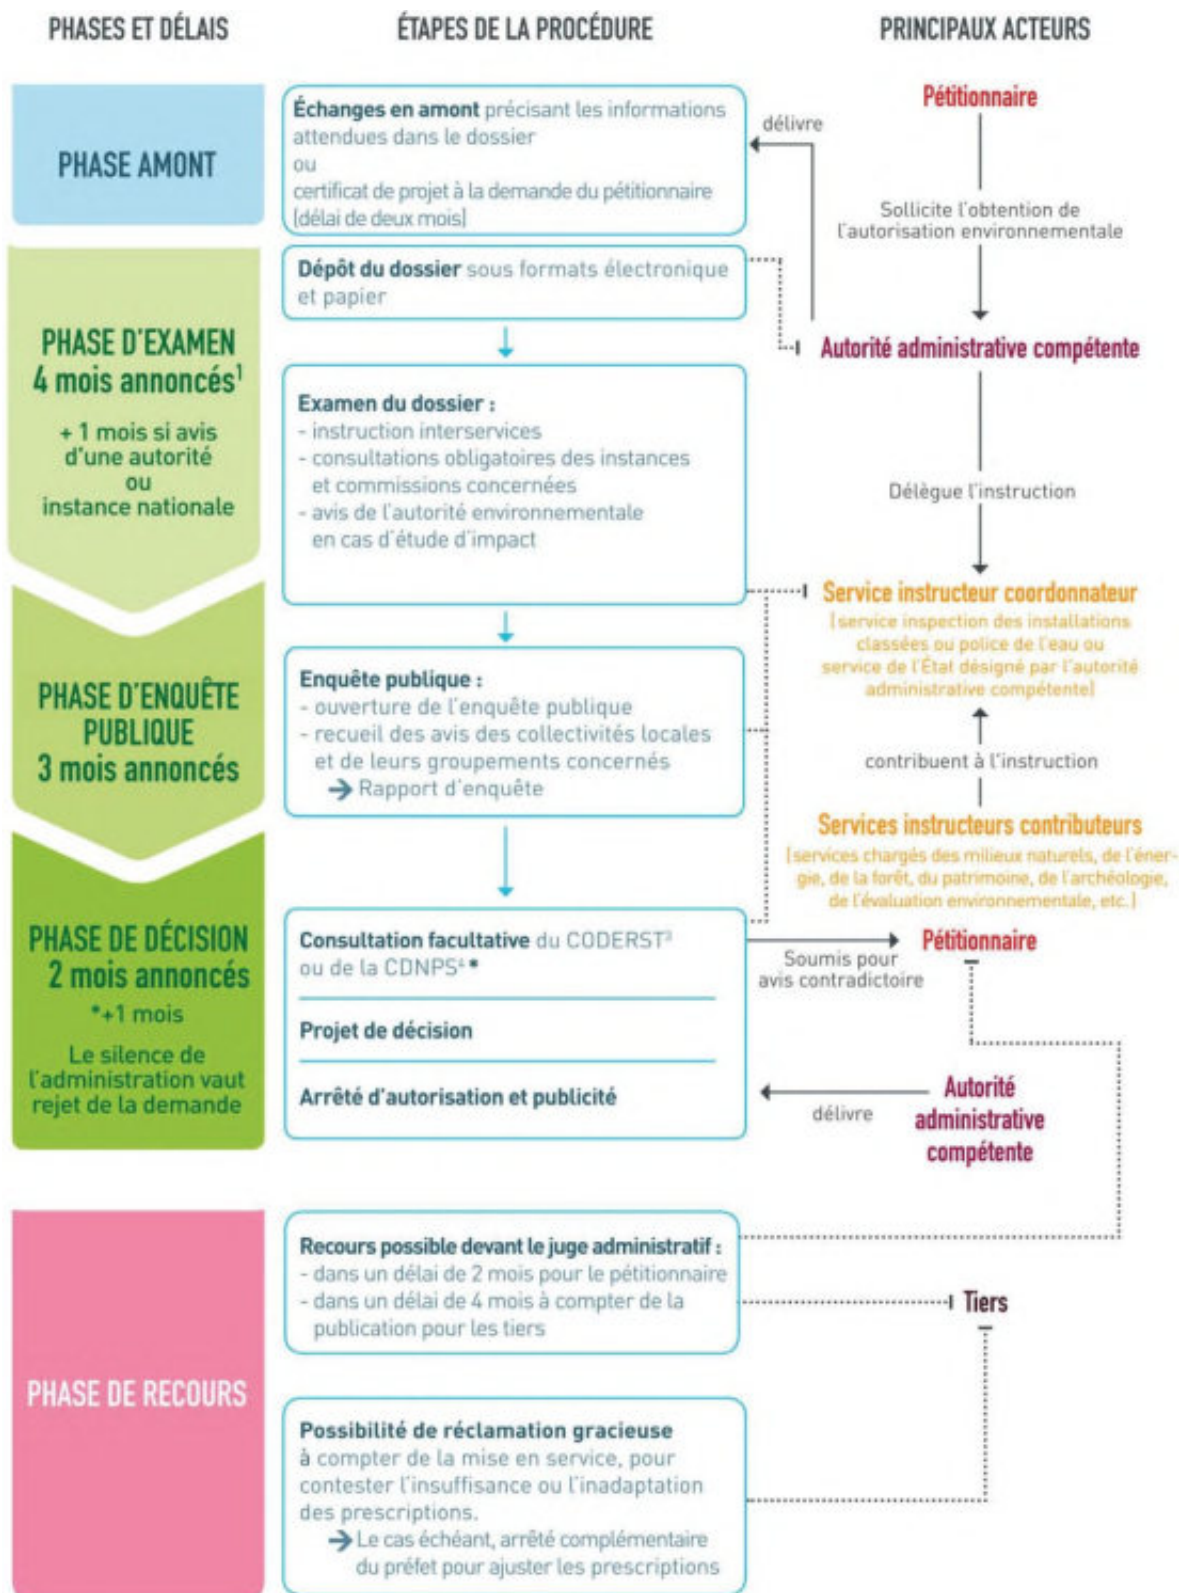 PHASES ET DÉLAIS
ÉTAPES DE LA PROCÉDURE
PRINCIPAUX ACTEURS
PHASE AMONT
Échanges en amont précisant les informations
attendues dans le dossier
ou
certificat de projet à la demande du pétitionnaire
(délai de deux mois)
délivre
Pétitionnaire
Sollicite l'obtention de
l'autorisation environnementale
PHASE D'EXAMEN
4 mois annoncés¹
+ 1 mois si avis
d'une autorité
ou
instance nationale
Dépôt du dossier sous formats électronique
et papier
Autorité administrative compétente
Examen du dossier :
- instruction interservices
- consultations obligatoires des instances
et commissions concernées
- avis de l'autorité environnementale
en cas d'étude d'impact
Délègue l'instruction
Service instructeur coordonnateur
(service inspection des installations
classées ou police de l'eau ou
service de l'État désigné par l'autorité
administrative compétente)
PHASE D'ENQUÊTE
PUBLIQUE
3 mois annoncés
Enquête publique :
- ouverture de l'enquête publique
- recueil des avis des collectivités locales
et de leurs groupements concernés
→ Rapport d'enquête
contribuent à l'instruction
Services instructeurs contributeurs
(services chargés des milieux naturels, de l'éner-
gie, de la forêt, du patrimoine, de l'archéologie,
de l'évaluation environnementale, etc.)
PHASE DE DÉCISION
2 mois annoncés
*+1 mois
Le silence de
l'administration vaut
rejet de la demande
Consultation facultative du CODERST³
ou de la CDNPS⁴ *
Projet de décision
Arrêté d'autorisation et publicité
Soumis pour
avis contradictoire
Pétitionnaire
délivre
Autorité
administrative
compétente
PHASE DE RECOURS
Recours possible devant le juge administratif :
- dans un délai de 2 mois pour le pétitionnaire
- dans un délai de 4 mois à compter de la
publication pour les tiers
Tiers
Possibilité de réclamation gracieuse
à compter de la mise en service, pour
contester l'insuffisance ou l'inadaptation
des prescriptions.
→ Le cas échéant, arrêté complémentaire
du préfet pour ajuster les prescriptions